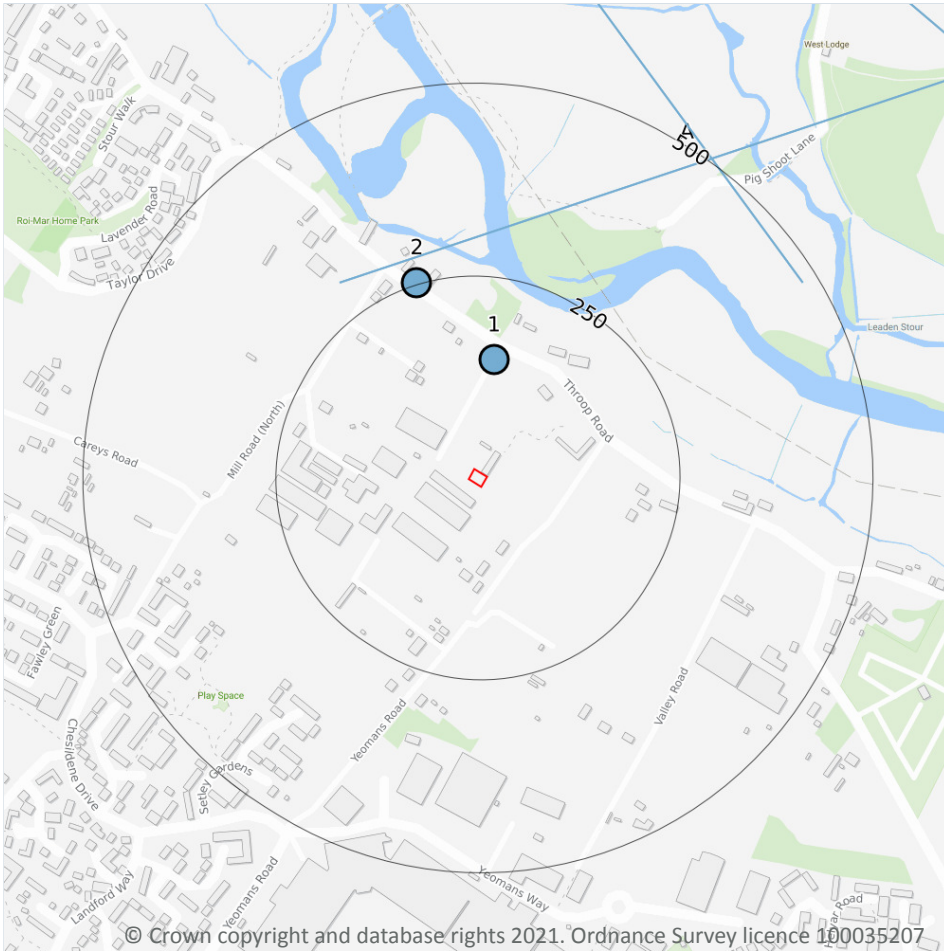 West Lodge
Stour Walk
A
500
Pig Shoot Lane
Lavender Road
Roi-Mar Home Park
Taylor Drive
2
250
1
Leaden Stour
Throop Road
Mill Road (North)
Careys Road
Fawley Green
Play Space
Valley Road
Yeomans Road
Chesildene Drive
Setley Gardens
Landford Way
Yeomans Road
Yeomans Way
ar Road
© Crown copyright and database rights 2021. Ordnance Survey licence 100035207